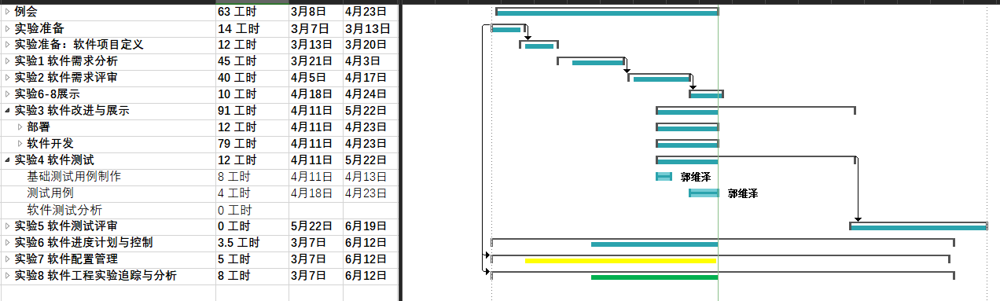 例会 63 工时 3月8日 4月23日
实验准备 14 工时 3月7日 3月13日
实验准备：软件项目定义 12 工时 3月13日 3月20日
实验1 软件需求分析 45 工时 3月21日 4月3日
实验2 软件需求评审 40 工时 4月5日 4月17日
实验6-8展示 10 工时 4月18日 4月24日
实验3 软件改进与展示 91 工时 4月11日 5月22日
部署 12 工时 4月11日 4月23日
软件开发 79 工时 4月11日 4月23日
实验4 软件测试 12 工时 4月11日 5月22日
基础测试用例制作 8 工时 4月11日 4月13日 郭维泽
测试用例 4 工时 4月18日 4月23日 郭维泽
软件测试分析 0 工时
实验5 软件测试评审 0 工时 5月22日 6月19日
实验6 软件进度计划与控制 3.5 工时 3月7日 6月12日
实验7 软件配置管理 5 工时 3月7日 6月12日
实验8 软件工程实验追踪与分析 8 工时 3月7日 6月12日